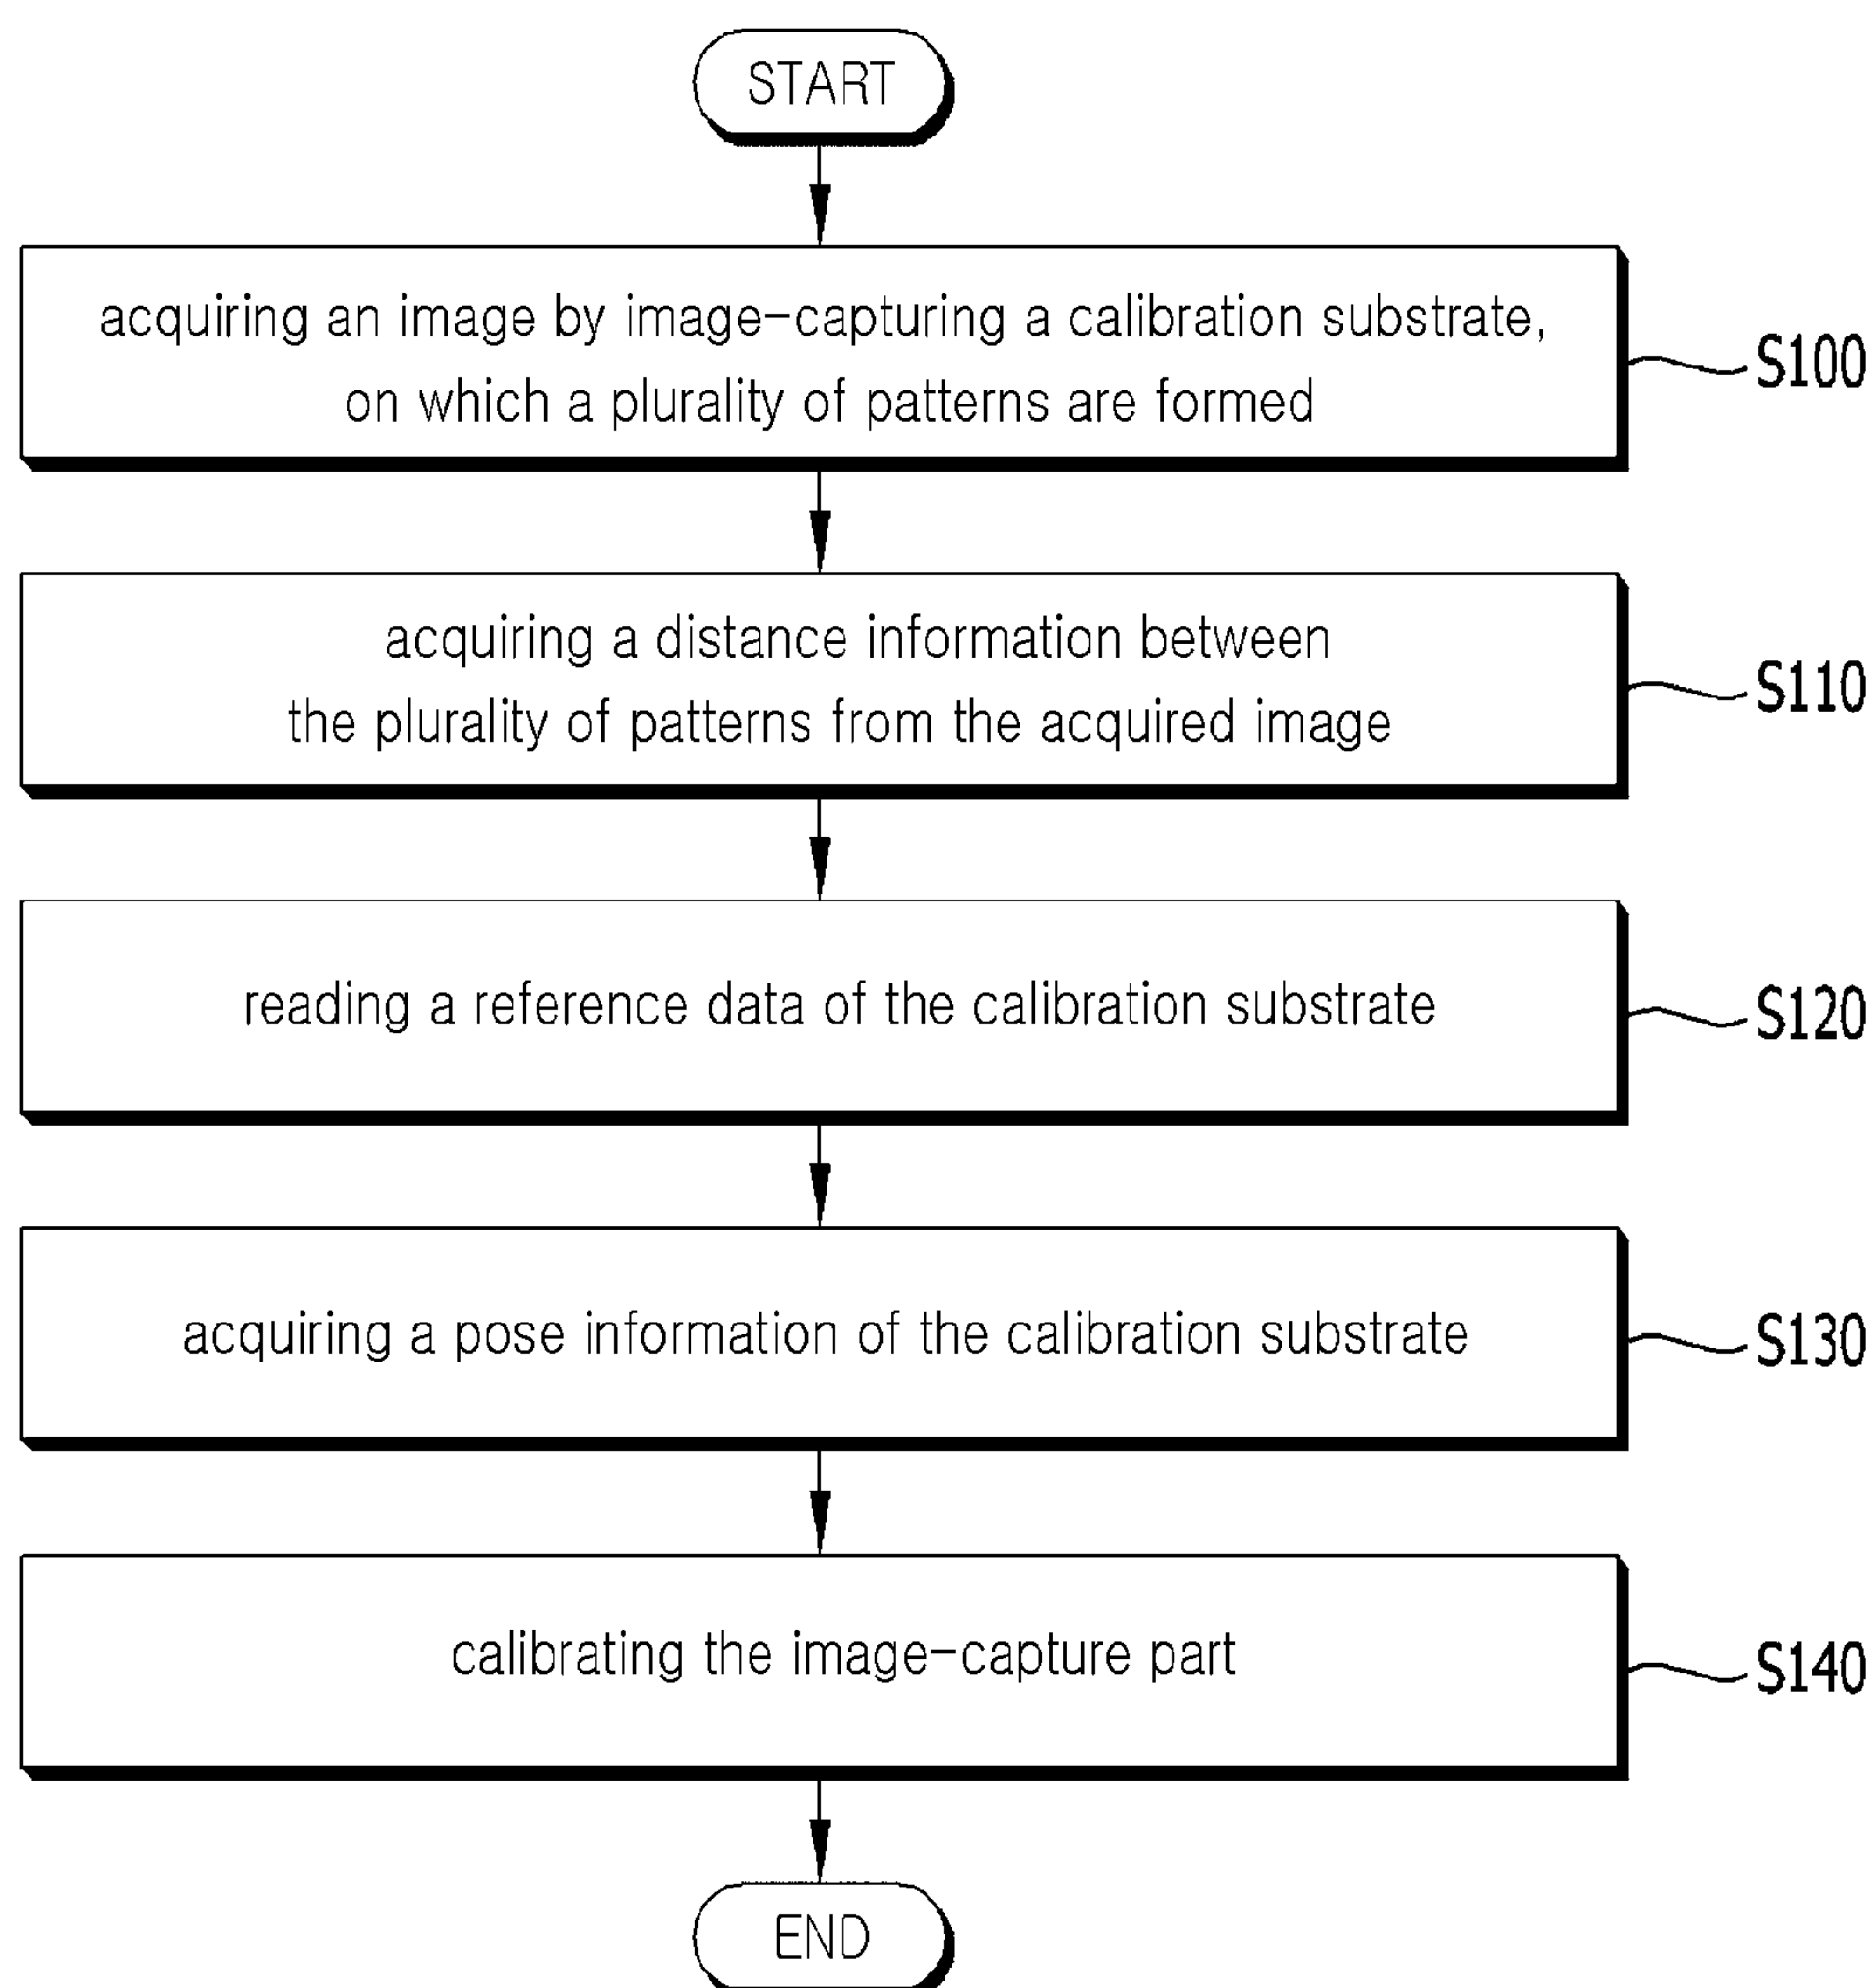 START
acquiring an image by image-capturing a calibration substrate,
on which a plurality of patterns are formed
S100
acquiring a distance information between
the plurality of patterns from the acquired image
S110
reading a reference data of the calibration substrate
S120
acquiring a pose information of the calibration substrate
S130
calibrating the image-capture part
S140
END